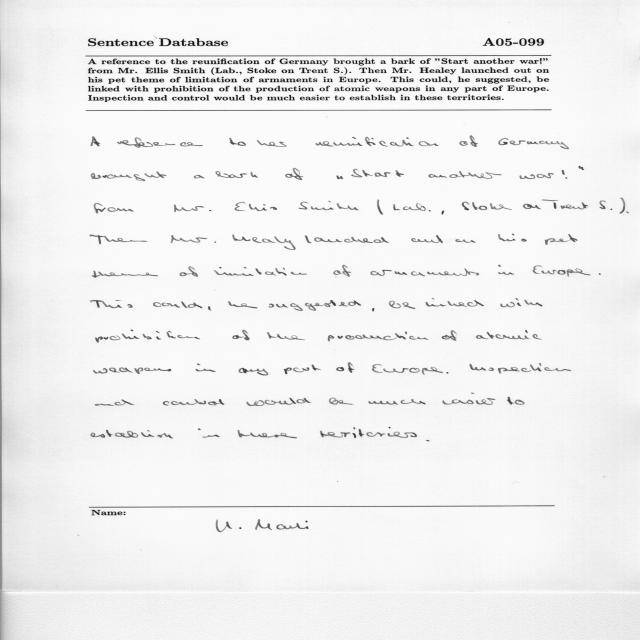 Sentence Database A05-099
A reference to the reunification of Germany brought a bark of "Start another war!"
from Mr. Ellis Smith (Lab., Stoke on Trent S.). Then Mr. Healey launched out on
his pet theme of limitation of armaments in Europe. This could, he suggested, be
linked with prohibition of the production of atomic weapons in any part of Europe.
Inspection and control would be much easier to establish in these territories.
A reference to hes reunification of Germany
brought a bark of "Start another war!"
from Mr. Ellis Smith (Lab., Stoke on Trent S.).
Then Mr. Healy lauched out on his pet
theme of limitation of armaments in Europe.
This could, he suggested, be linked with
prohibition of the production of atomic
weapons in any part of Europe. Inspection
and control would be much easier to
establish in these territories.
Name:
U.